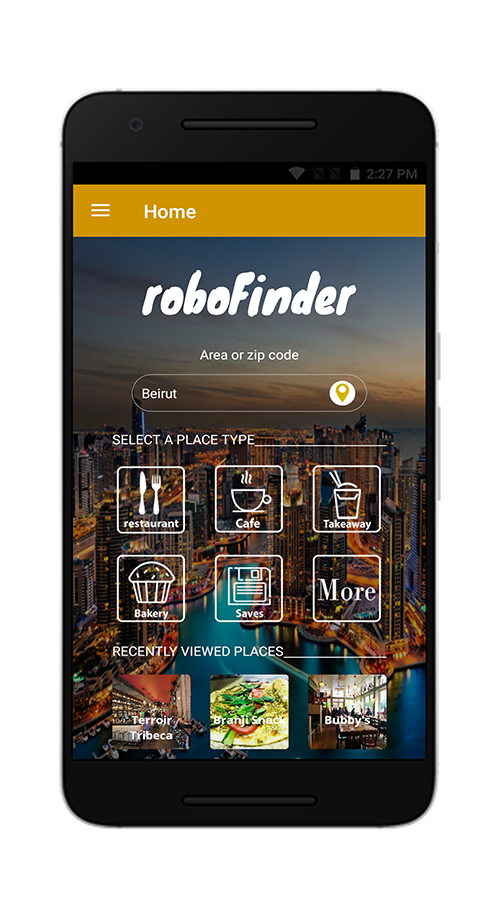 2:27 PM
Home
roboFinder
Area or zip code
Beirut
SELECT A PLACE TYPE
restaurant
Cafe
Takeaway
Bakery
Saves
More
RECENTLY VIEWED PLACES
Terroir
Tribeca
Branji Snack
Bubby's